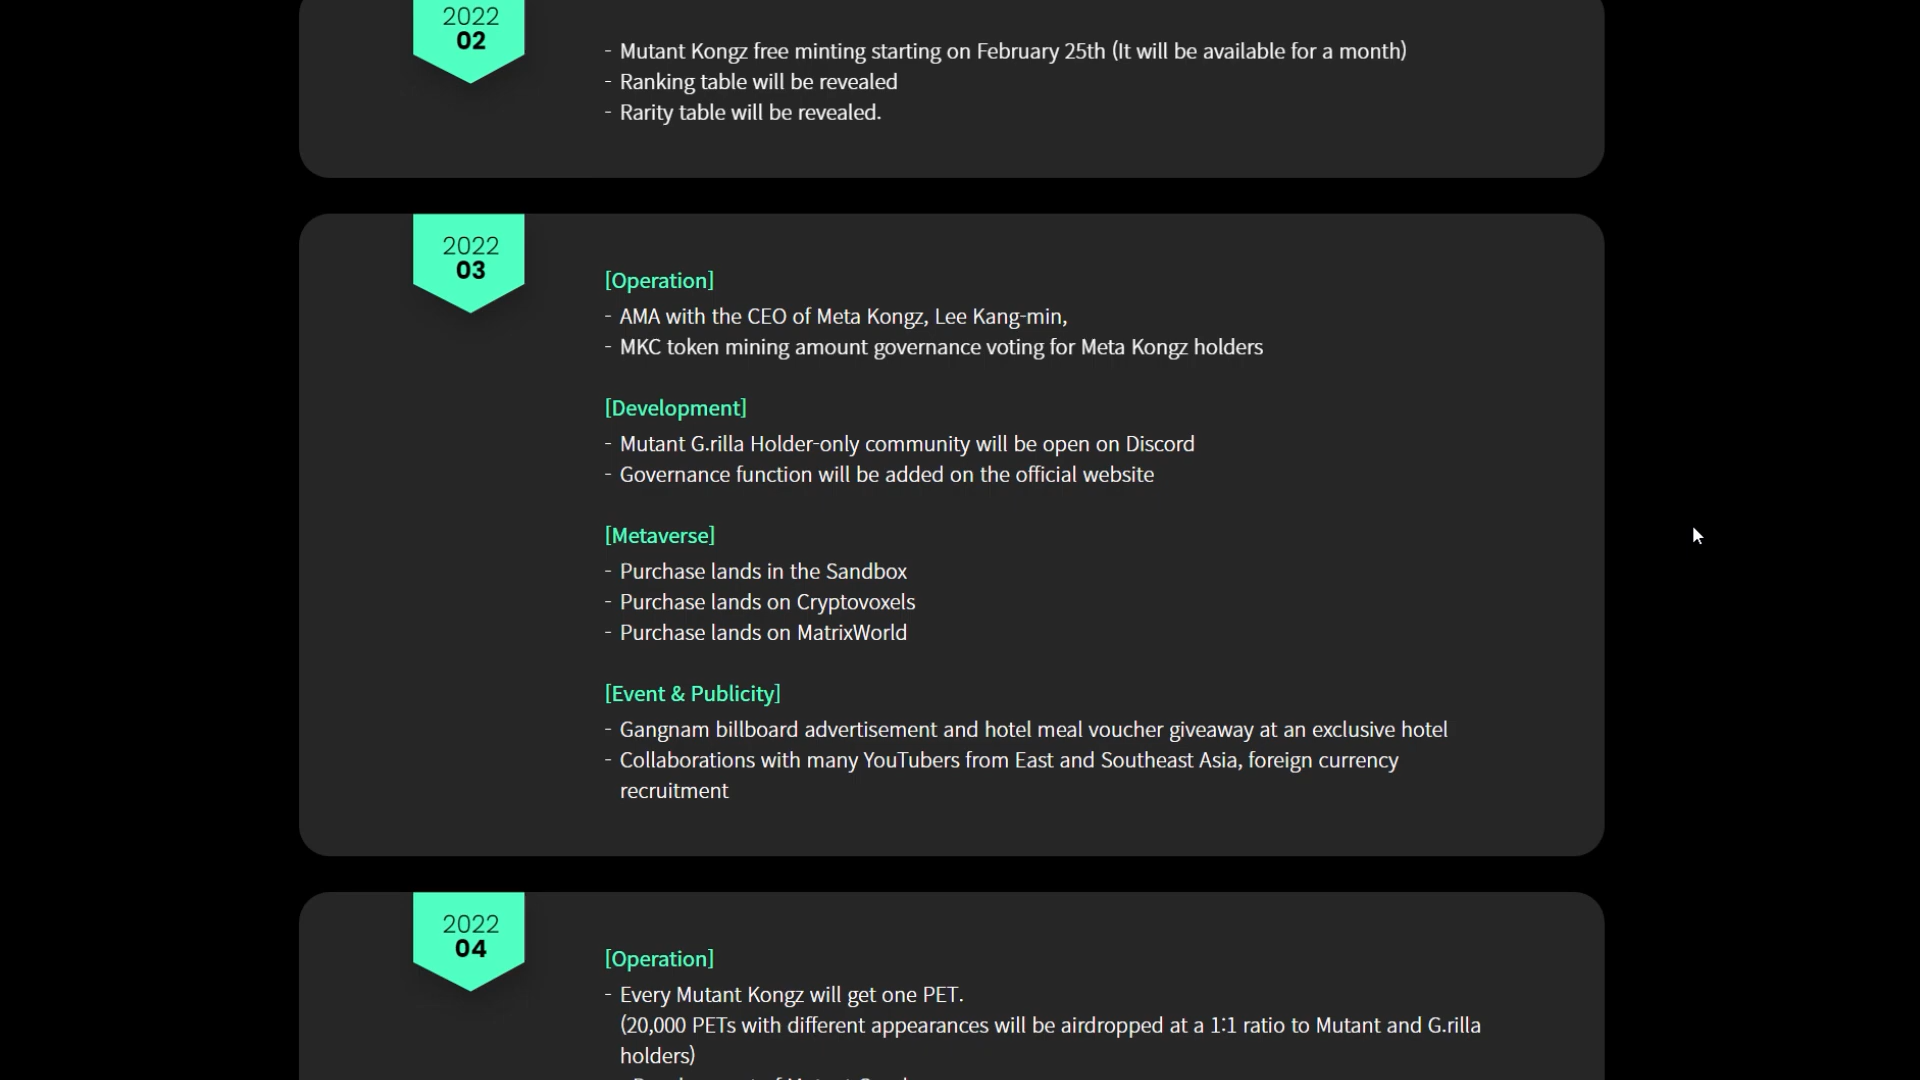 2022
02
- Mutant Kongz free minting starting on February 25th (It will be available for a month)
- Ranking table will be revealed
- Rarity table will be revealed.
2022
03
[Operation]
- AMA with the CEO of Meta Kongz, Lee Kang-min,
- MKC token mining amount governance voting for Meta Kongz holders
[Development]
- Mutant G.rilla Holder-only community will be open on Discord
- Governance function will be added on the official website
[Metaverse]
- Purchase lands in the Sandbox
- Purchase lands on Cryptovoxels
- Purchase lands on MatrixWorld
[Event & Publicity]
- Gangnam billboard advertisement and hotel meal voucher giveaway at an exclusive hotel
- Collaborations with many YouTubers from East and Southeast Asia, foreign currency
recruitment
2022
04
[Operation]
- Every Mutant Kongz will get one PET.
(20,000 PETs with different appearances will be airdropped at a 1:1 ratio to Mutant and G.rilla
holders)